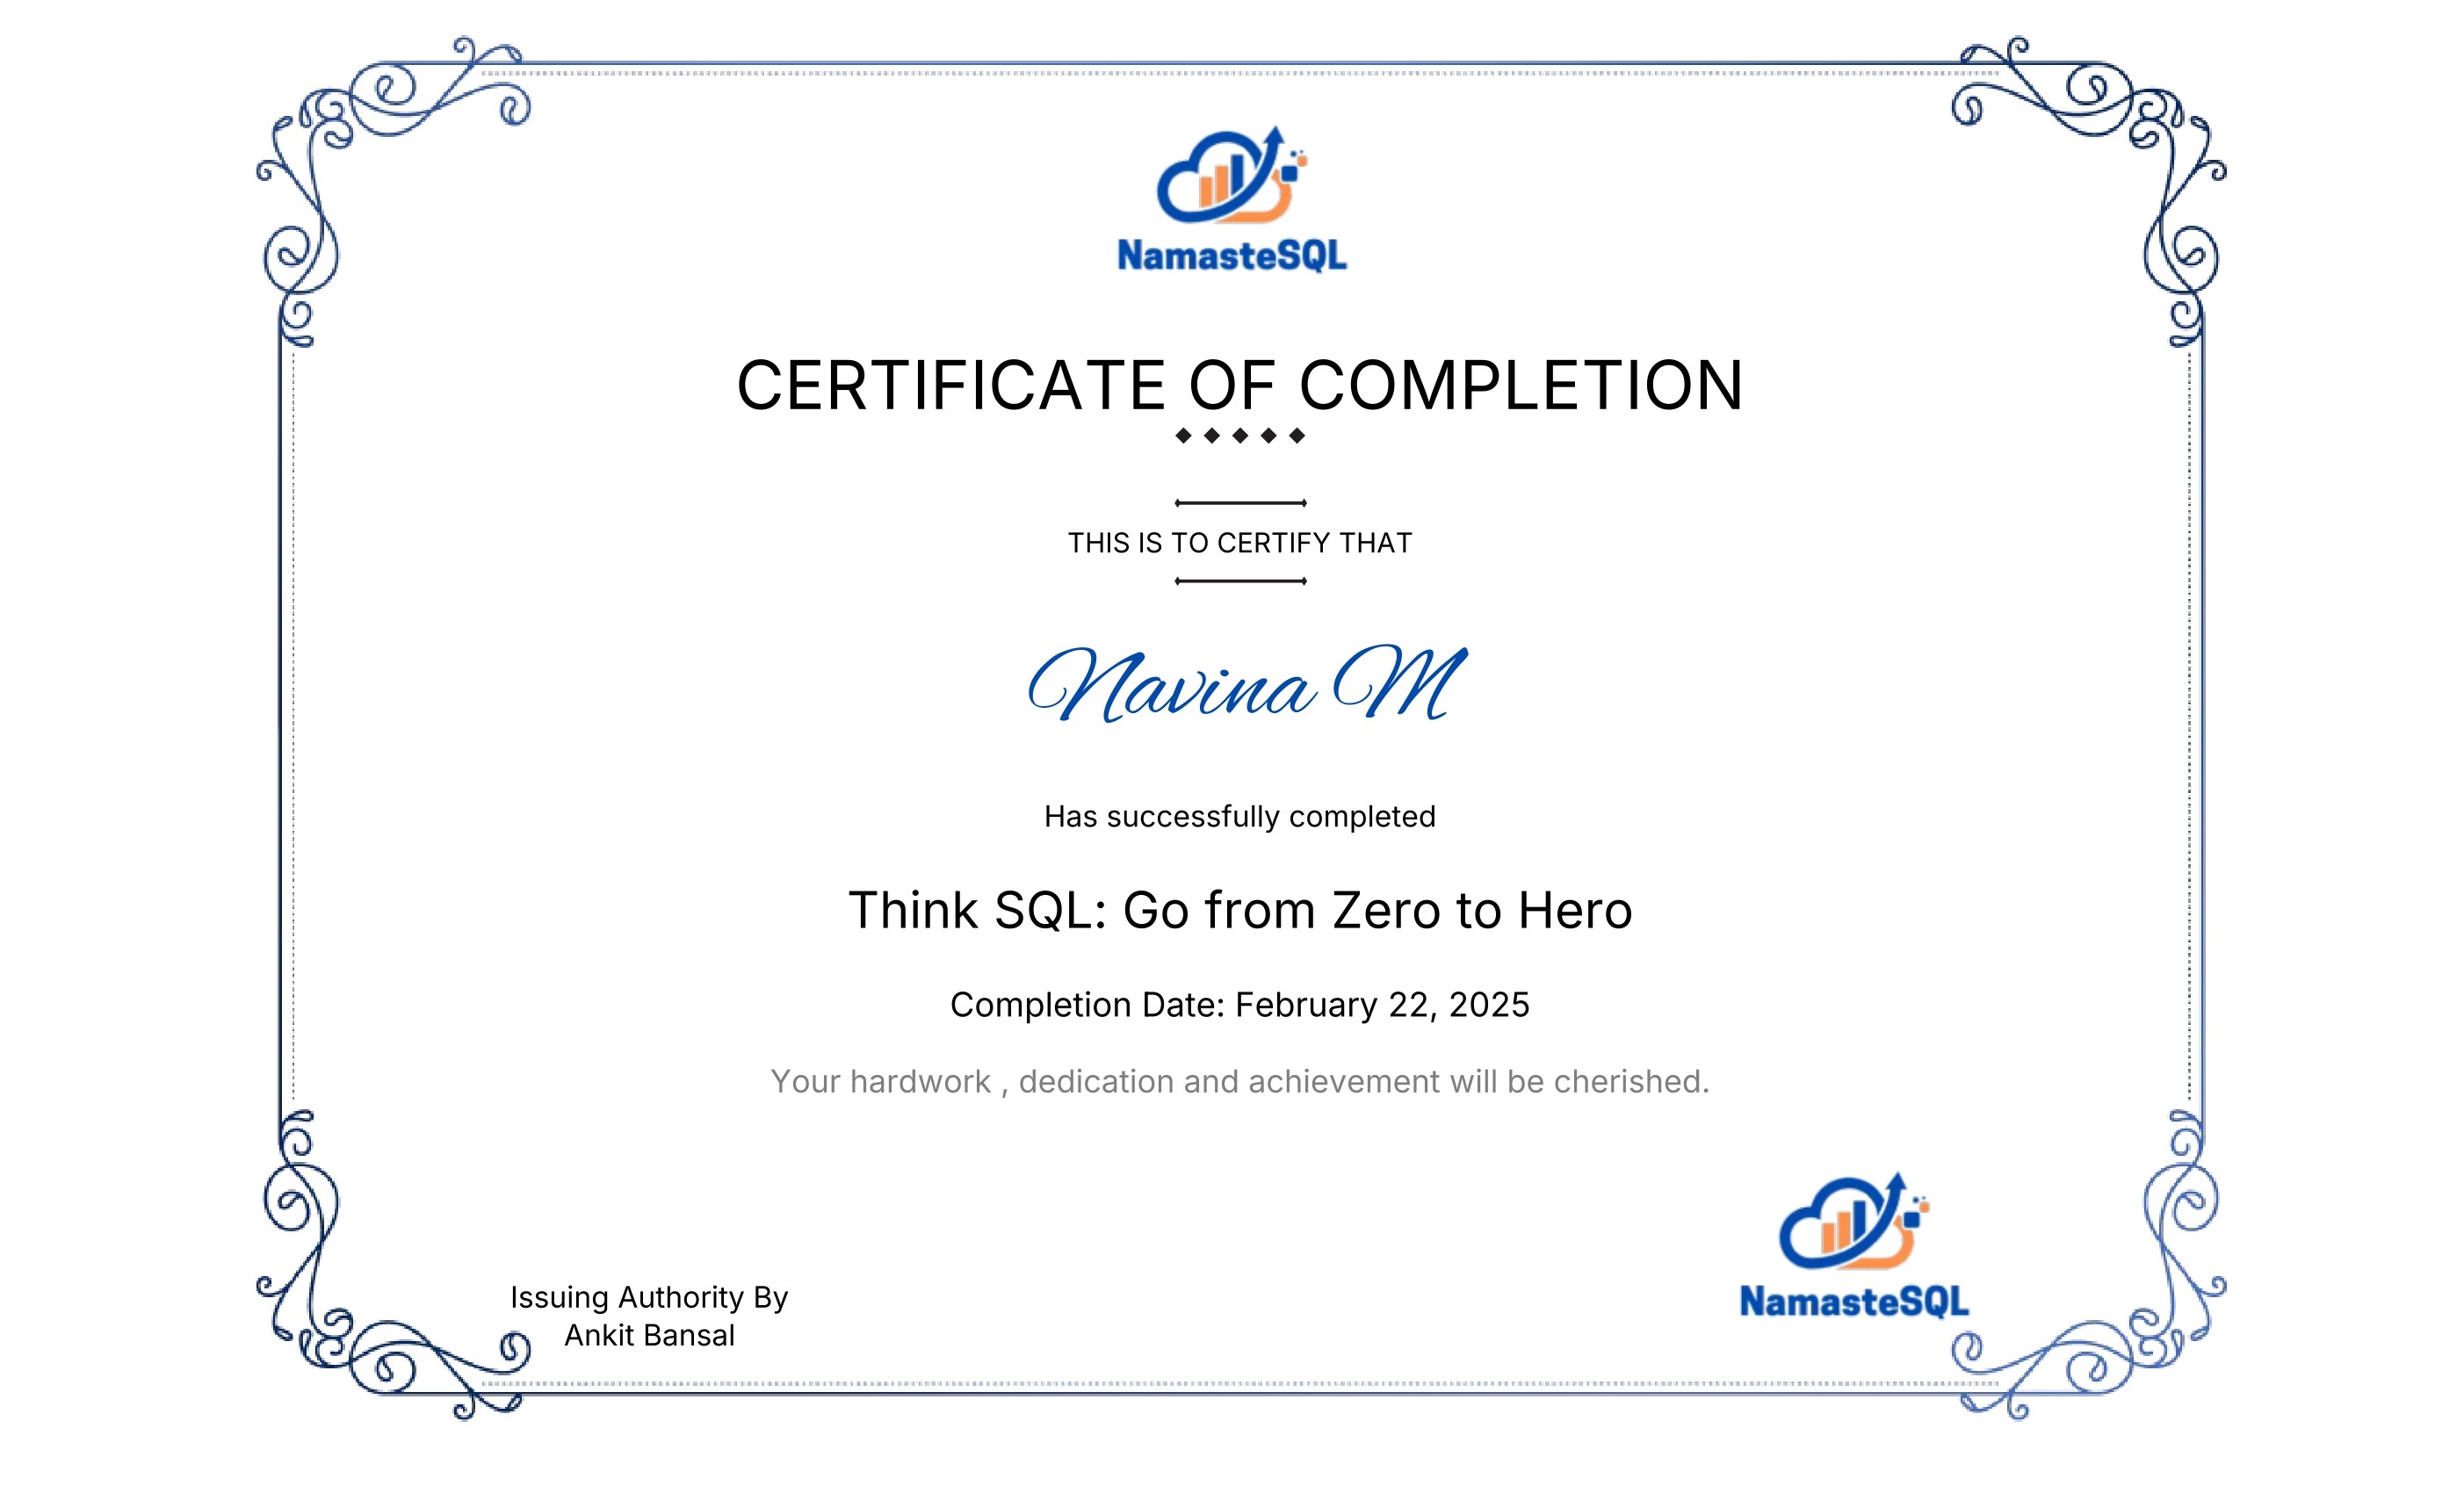 NamasteSQL
CERTIFICATE OF COMPLETION
THIS IS TO CERTIFY THAT
Navina M
Has successfully completed
Think SQL: Go from Zero to Hero
Completion Date: February 22, 2025
Your hardwork , dedication and achievement will be cherished.
Issuing Authority By
Ankit Bansal
NamasteSQL